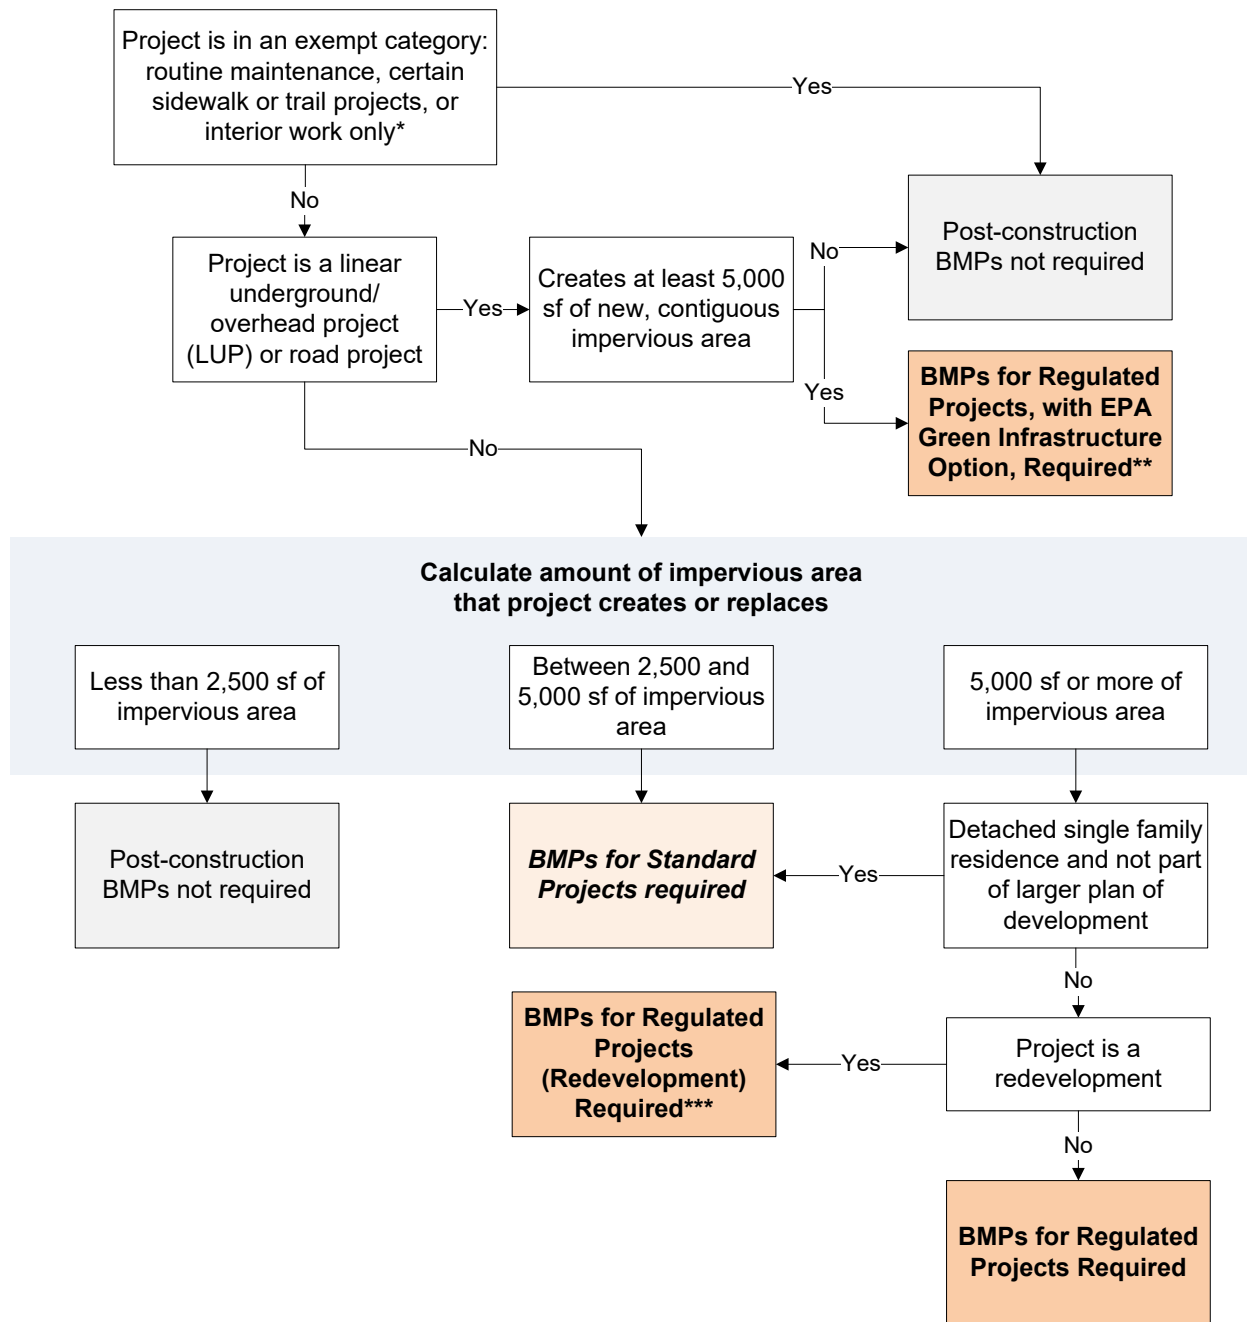 Project is in an exempt category:
routine maintenance, certain
sidewalk or trail projects, or
interior work only*
Yes
No
Post-construction
BMPs not required
Project is a linear
underground/
overhead project
(LUP) or road project
Yes
Creates at least 5,000
sf of new, contiguous
impervious area
No
Yes
BMPs for Regulated
Projects, with EPA
Green Infrastructure
Option, Required**
No
Calculate amount of impervious area
that project creates or replaces
Less than 2,500 sf of
impervious area
Between 2,500 and
5,000 sf of impervious
area
5,000 sf or more of
impervious area
Post-construction
BMPs not required
BMPs for Standard
Projects required
Yes
Detached single family
residence and not part
of larger plan of
development
No
BMPs for Regulated
Projects
(Redevelopment)
Required***
Yes
Project is a
redevelopment
No
BMPs for Regulated
Projects Required